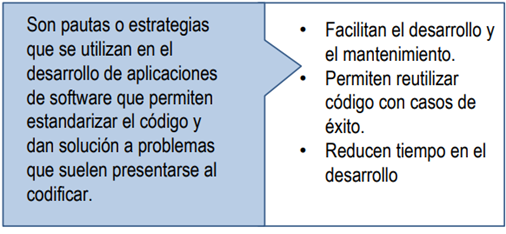 Son pautas o estrategias
que se utilizan en el
desarrollo de aplicaciones
de software que permiten
estandarizar el código y
dan solución a problemas
que suelen presentarse al
codificar.
• Facilitan el desarrollo y
el mantenimiento.
• Permiten reutilizar
código con casos de
éxito.
• Reducen tiempo en el
desarrollo